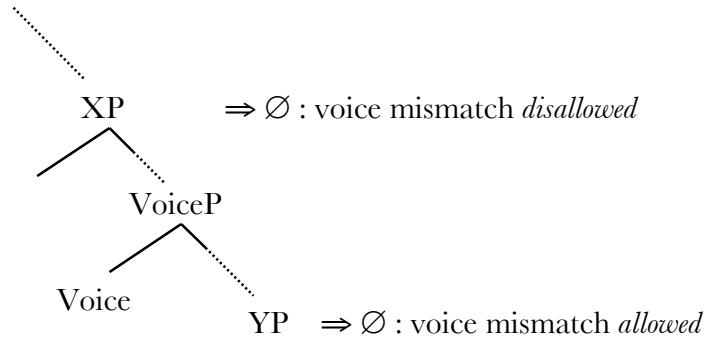 XP ⇒ ∅ : voice mismatch disallowed
VoiceP
Voice
YP ⇒ ∅ : voice mismatch allowed